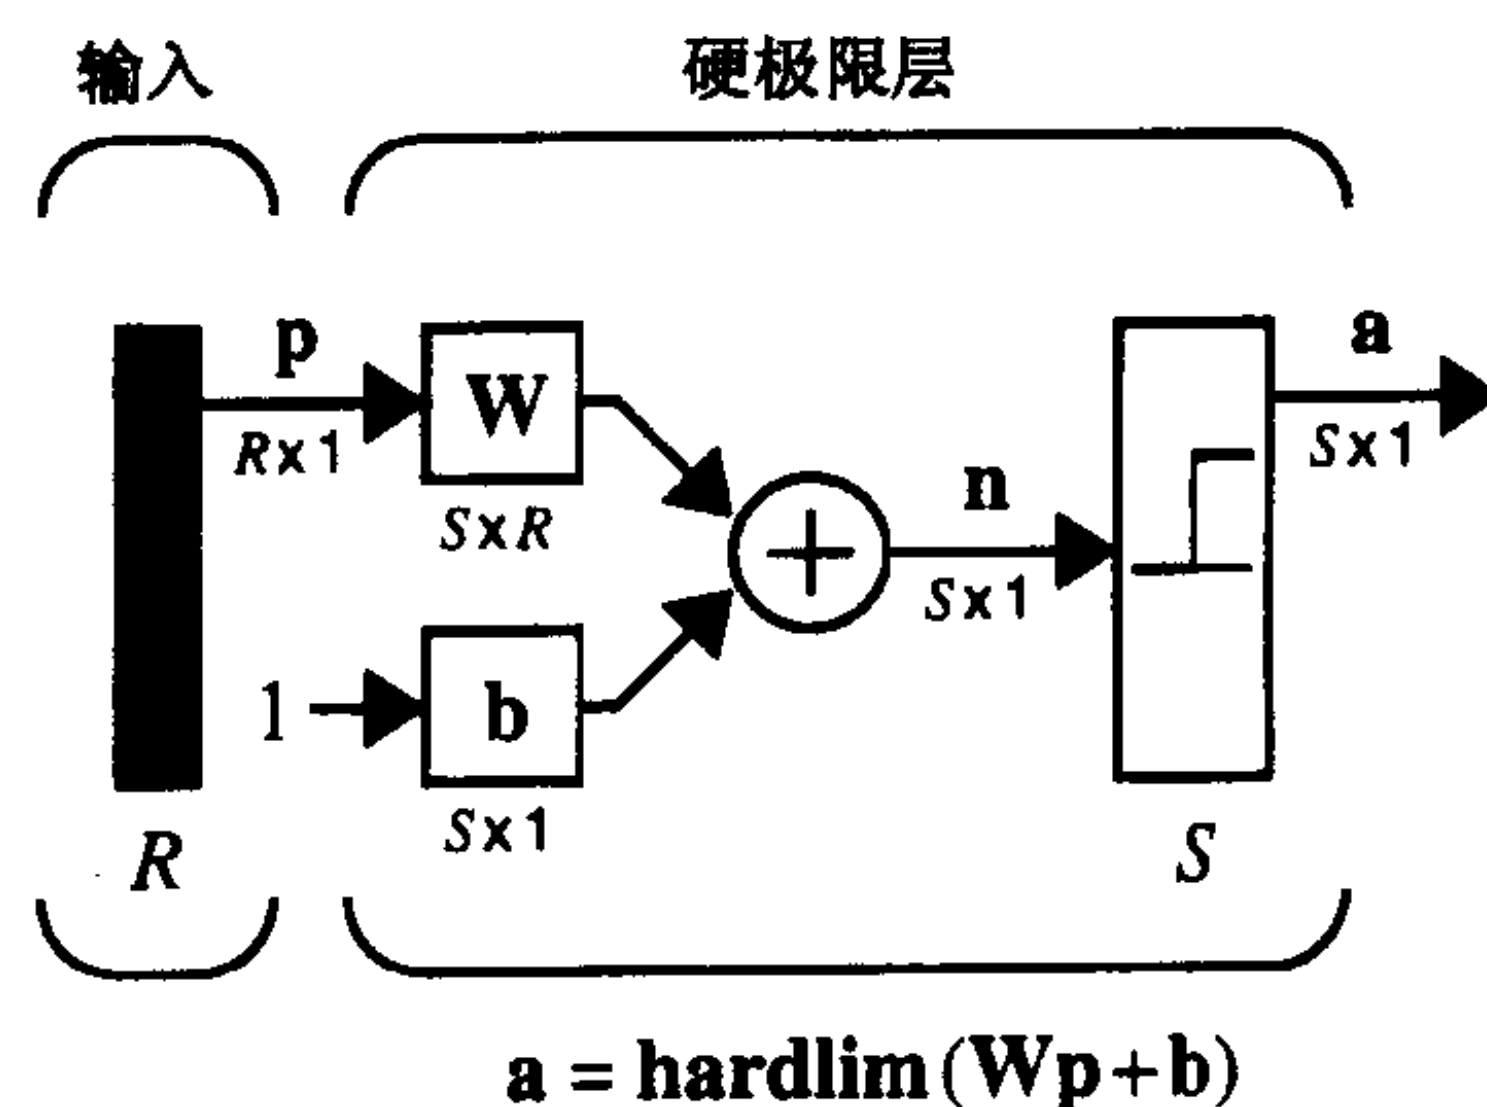 输入 硬极限层
p a
W
R×1 S×1
n
S×R
S×1
1 b
S×1
R S
a = hardlim(Wp+b)